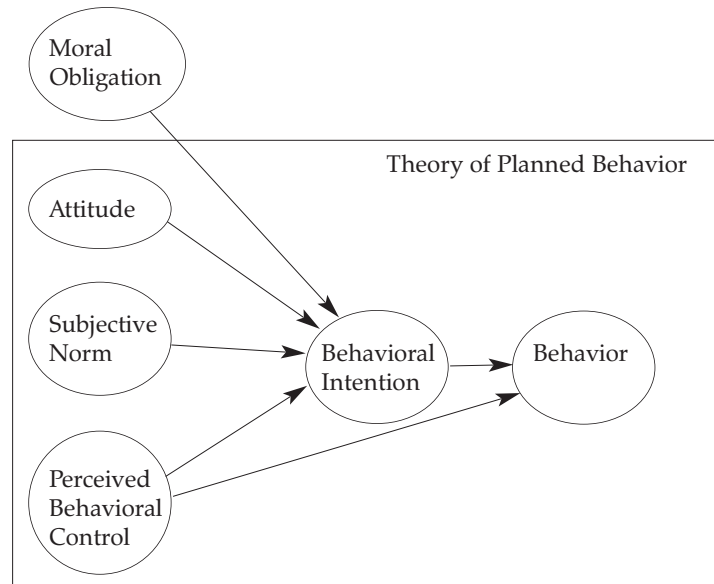 Moral
Obligation
Theory of Planned Behavior
Attitude
Subjective
Norm
Behavioral
Intention
Behavior
Perceived
Behavioral
Control